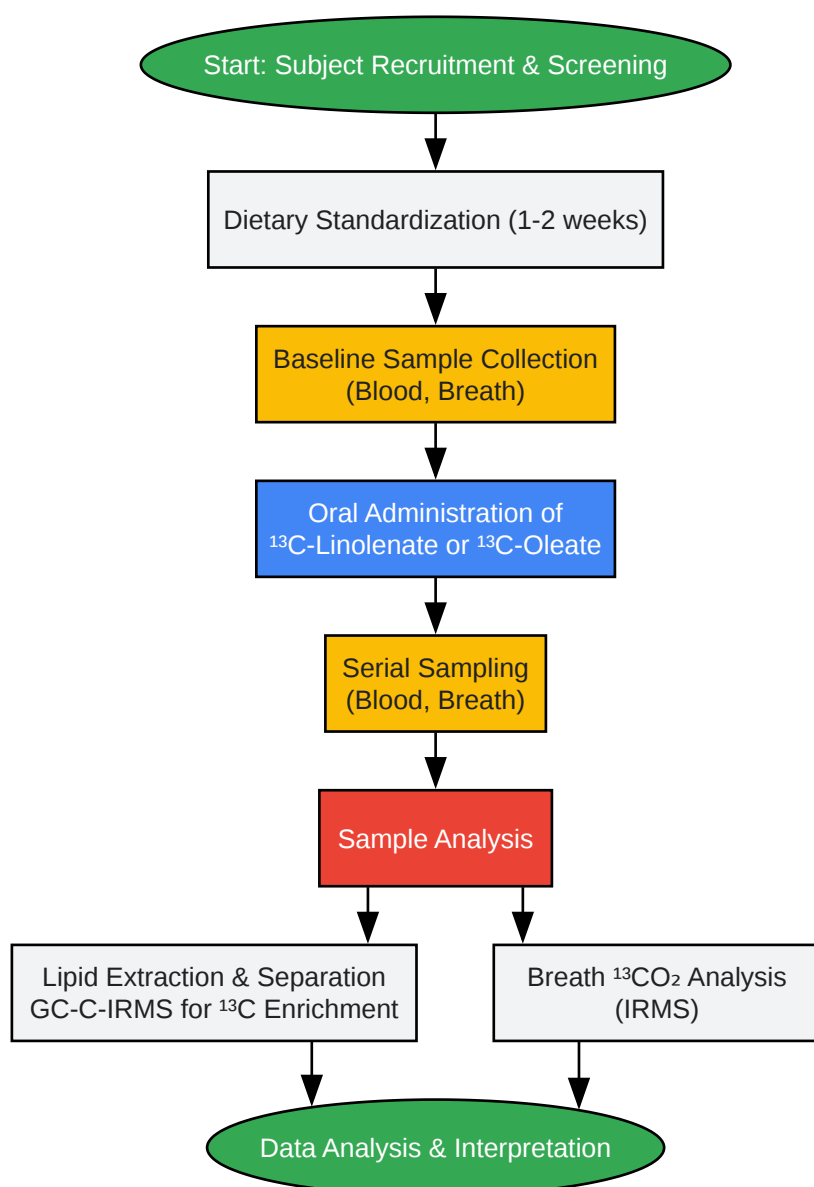 Start: Subject Recruitment & Screening
Dietary Standardization (1-2 weeks)
Baseline Sample Collection
(Blood, Breath)
Oral Administration of
¹³C-Linolenate or ¹³C-Oleate
Serial Sampling
(Blood, Breath)
Sample Analysis
Lipid Extraction & Separation
GC-C-IRMS for ¹³C Enrichment
Breath ¹³CO₂ Analysis
(IRMS)
Data Analysis & Interpretation